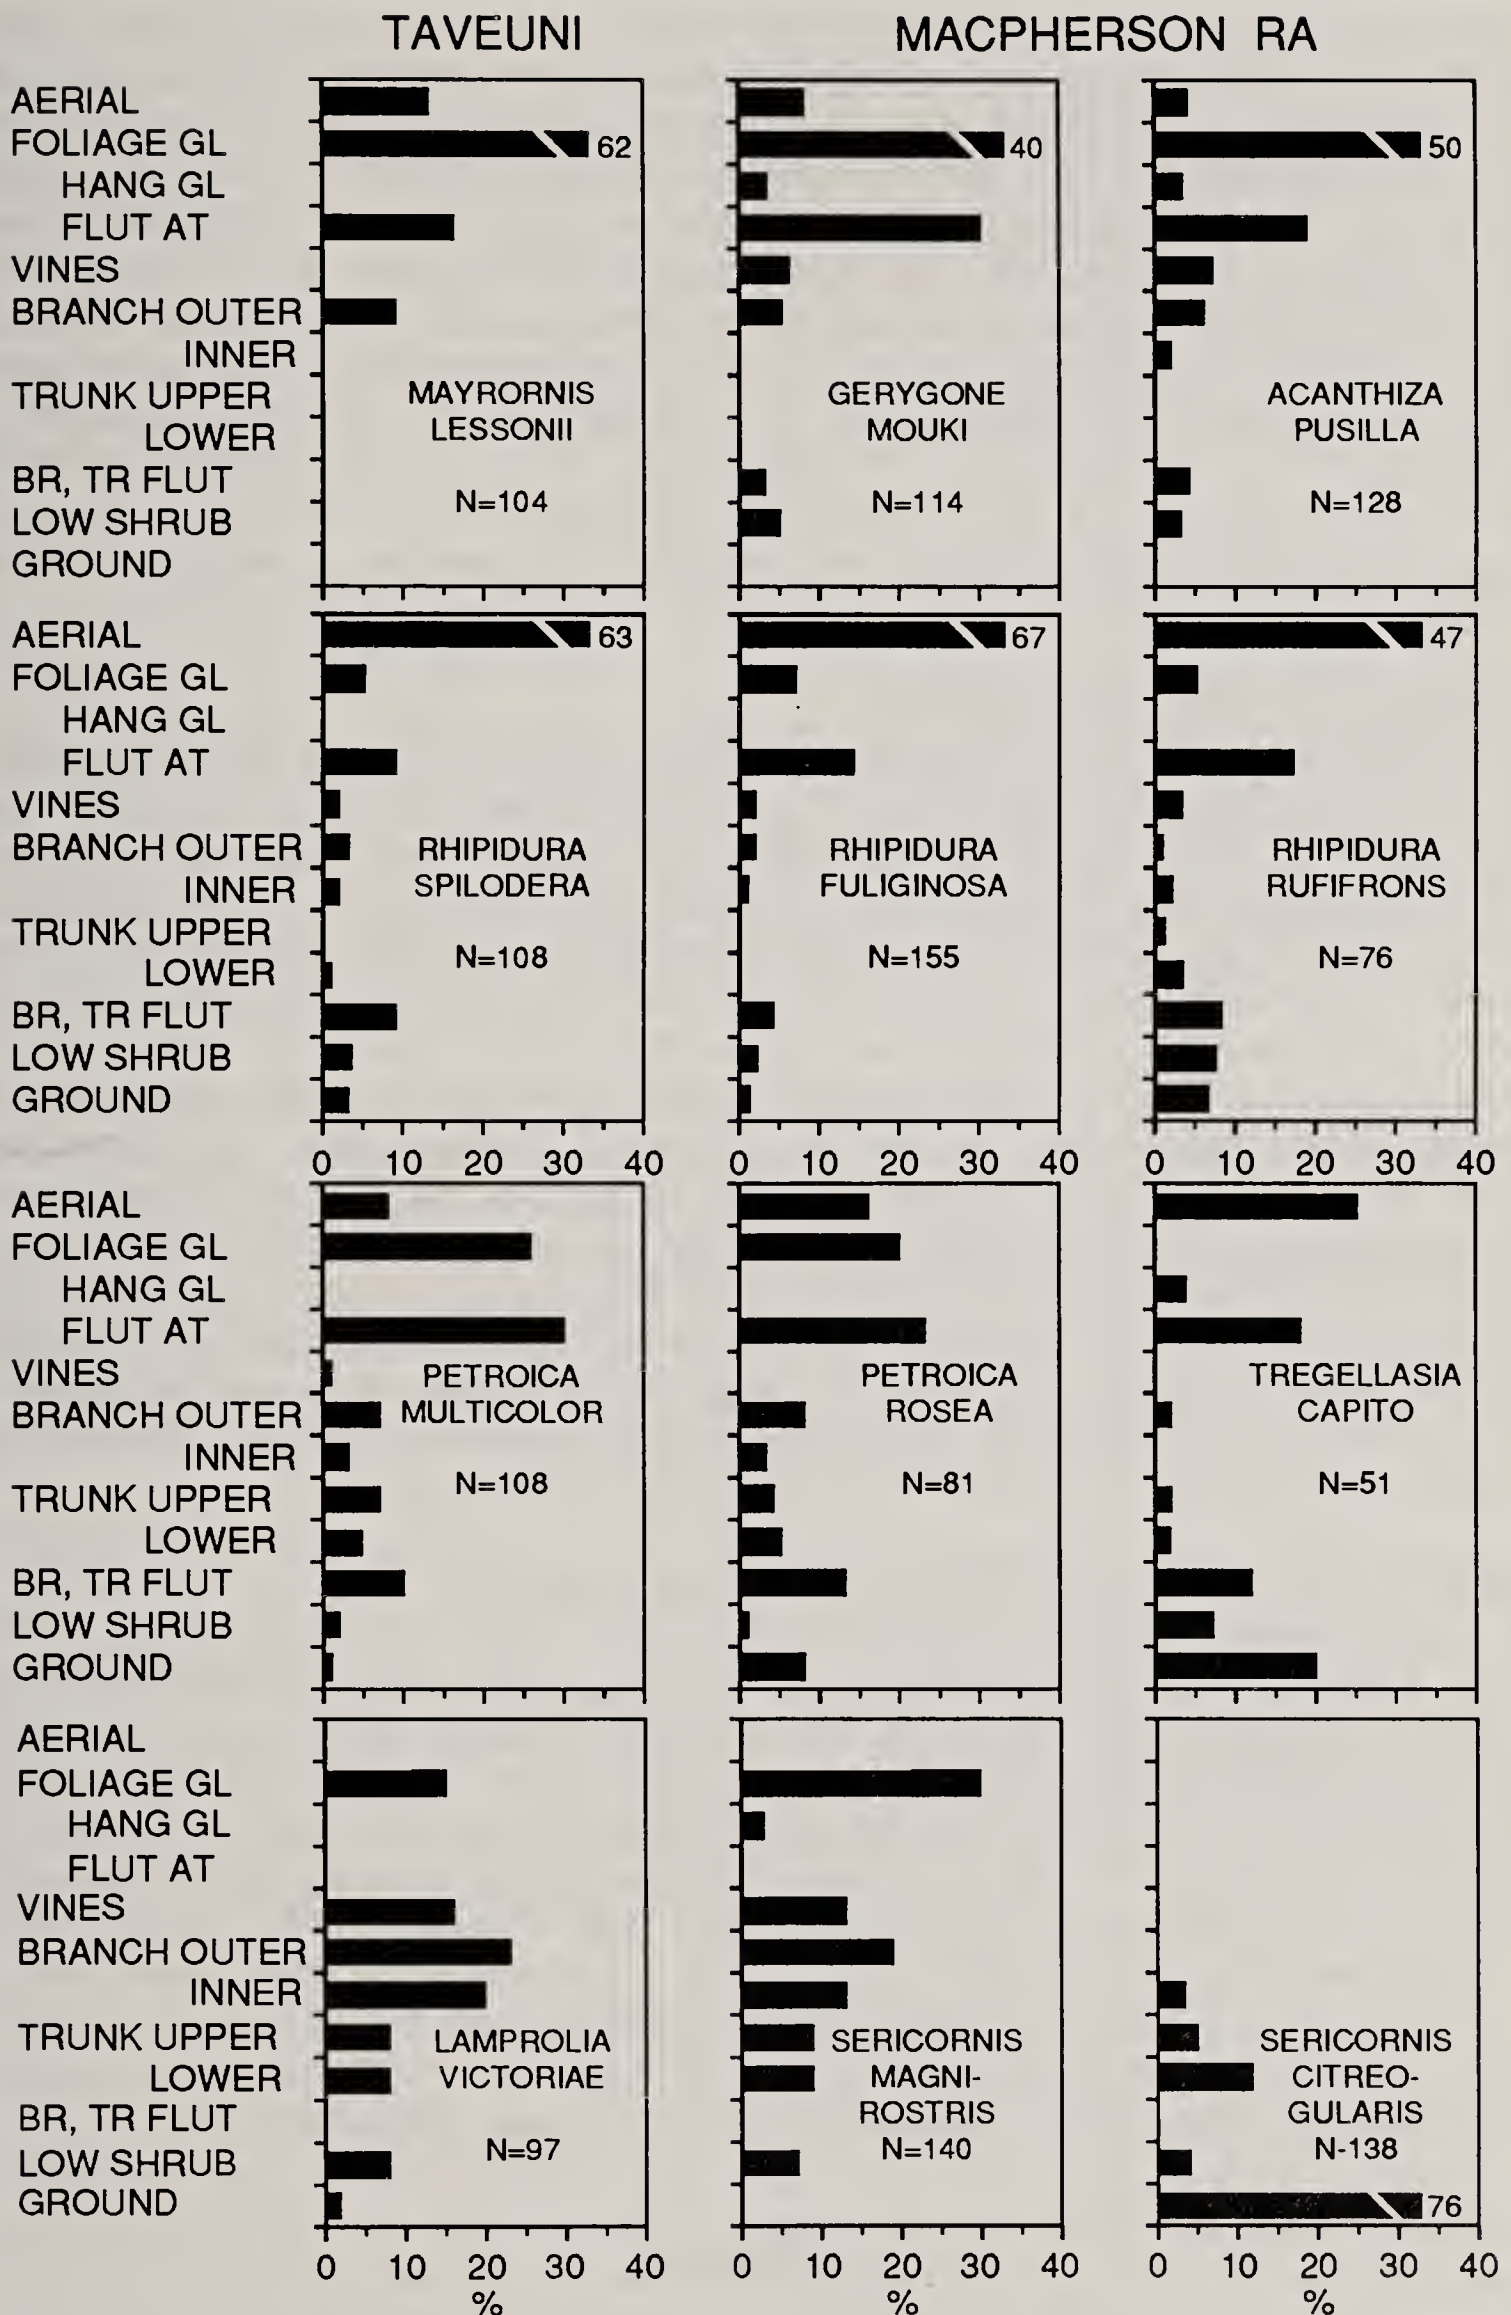 TAVEUNI
MACPHERSON RA
AERIAL
FOLIAGE GL
HANG GL
FLUT AT
VINES
BRANCH OUTER
INNER
TRUNK UPPER
LOWER
BR, TR FLUT
LOW SHRUB
GROUND
62
MAYRORNIS
LESSONII
N=104
40
GERYGONE
MOUKI
N=114
50
ACANTHIZA
PUSILLA
N=128
AERIAL
FOLIAGE GL
HANG GL
FLUT AT
VINES
BRANCH OUTER
INNER
TRUNK UPPER
LOWER
BR, TR FLUT
LOW SHRUB
GROUND
63
RHIPIDURA
SPILODERA
N=108
67
RHIPIDURA
FULIGINOSA
N=155
47
RHIPIDURA
RUFIFRONS
N=76
0 10 20 30 40
0 10 20 30 40
0 10 20 30 40
AERIAL
FOLIAGE GL
HANG GL
FLUT AT
VINES
BRANCH OUTER
INNER
TRUNK UPPER
LOWER
BR, TR FLUT
LOW SHRUB
GROUND
PETROICA
MULTICOLOR
N=108
PETROICA
ROSEA
N=81
TREGELLASIA
CAPITO
N=51
AERIAL
FOLIAGE GL
HANG GL
FLUT AT
VINES
BRANCH OUTER
INNER
TRUNK UPPER
LOWER
BR, TR FLUT
LOW SHRUB
GROUND
LAMPROLIA
VICTORIAE
N=97
SERICORNIS
MAGNI-
ROSTRIS
N=140
SERICORNIS
CITREO-
GULARIS
N-138
76
0 10 20 30 40
%
0 10 20 30 40
%
0 10 20 30 40
%